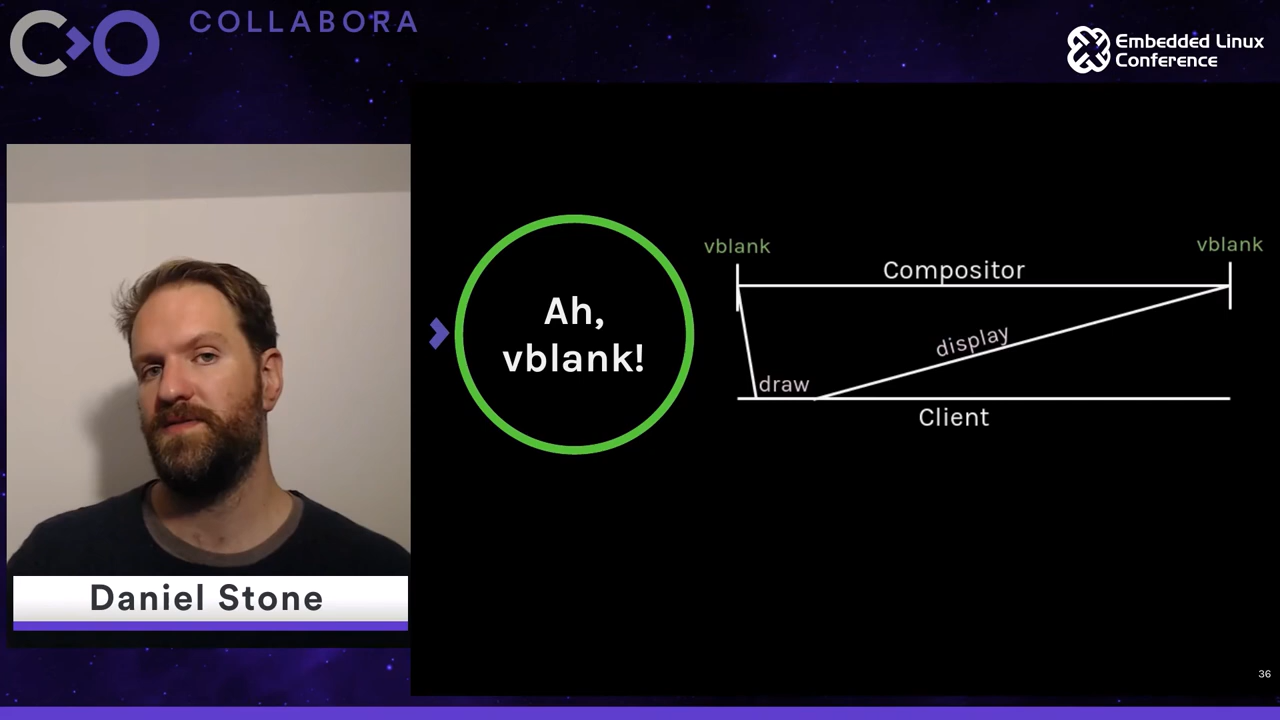 COLLABORA
Embedded Linux
Conference
Ah,
vblank!
vblank
vblank
Compositor
display
draw
Client
Daniel Stone
36